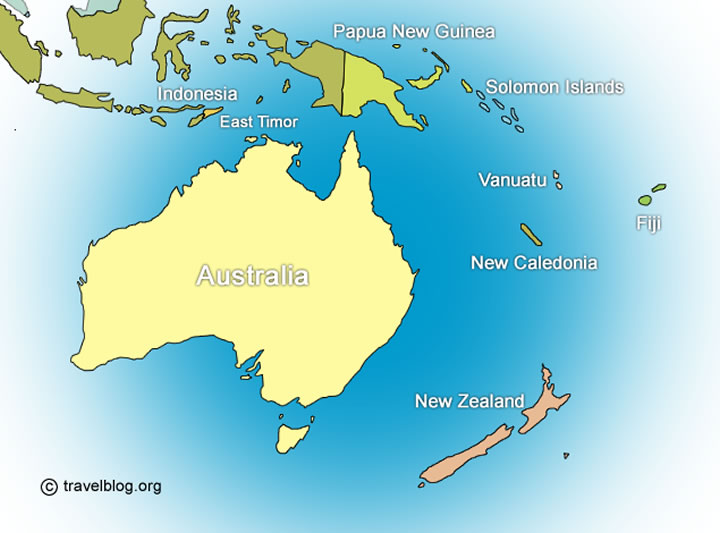 Papua New Guinea
Solomon Islands
Indonesia
East Timor
Vanuatu
Fiji
New Caledonia
Australia
New Zealand
© travelblog.org